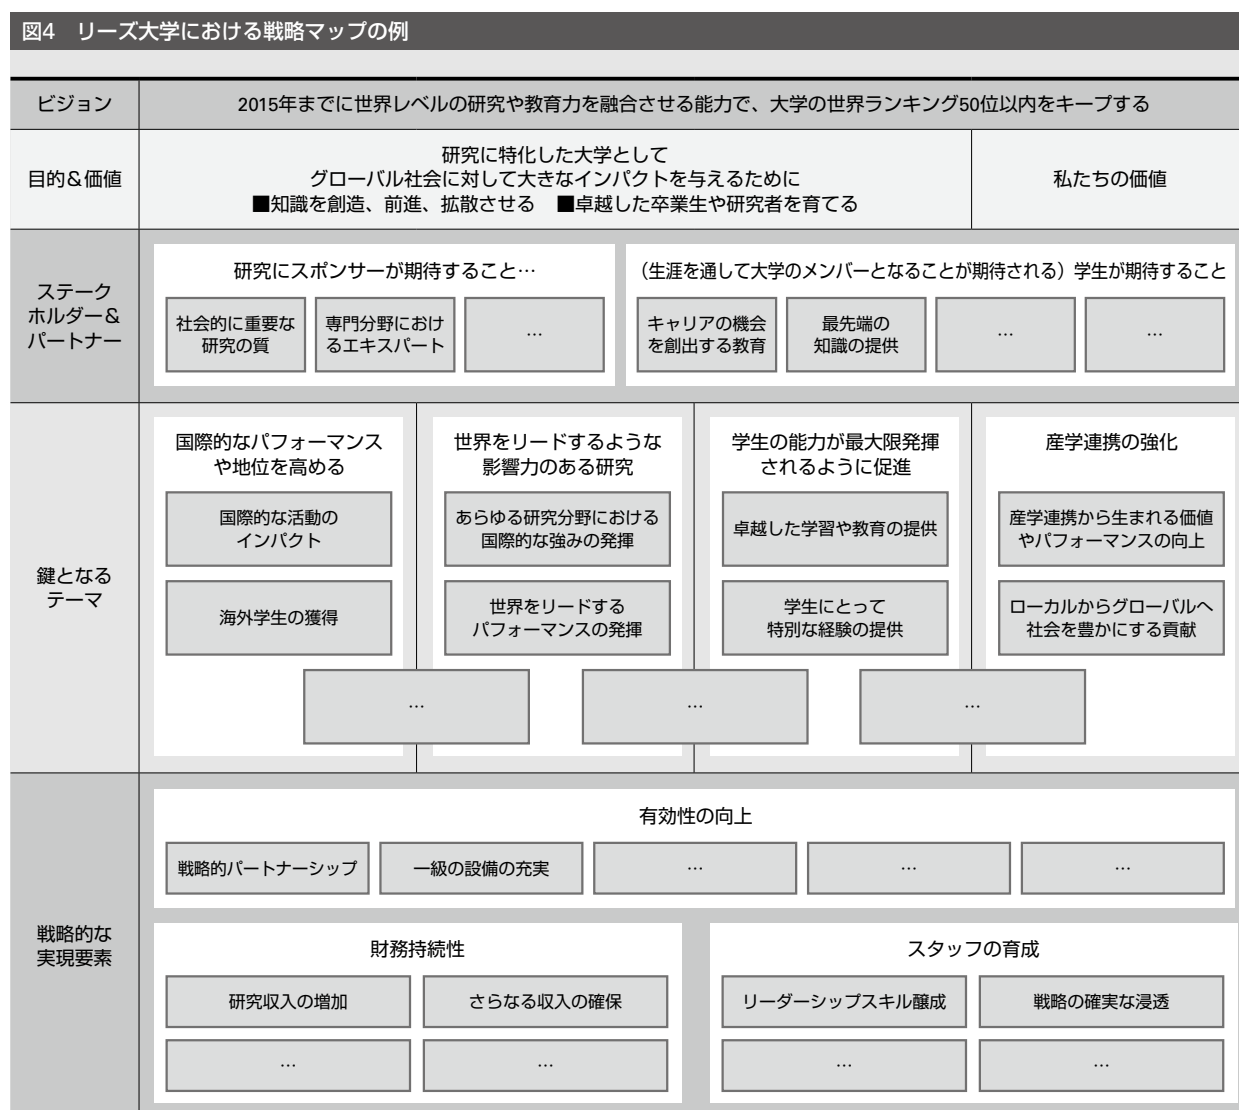 図4　リーズ大学における戦略マップの例
ビジョン
2015年までに世界レベルの研究や教育力を融合させる能力で、大学の世界ランキング50位以内をキープする
目的＆価値
研究に特化した大学として
グローバル社会に対して大きなインパクトを与えるために
■知識を創造、前進、拡散させる　■卓越した卒業生や研究者を育てる
私たちの価値
ステーク
ホルダー＆
パートナー
研究にスポンサーが期待すること…
社会的に重要な
研究の質
専門分野におけ
るエキスパート
…
（生涯を通して大学のメンバーとなることが期待される）学生が期待すること
キャリアの機会
を創出する教育
最先端の
知識の提供
…
…
鍵となる
テーマ
国際的なパフォーマンス
や地位を高める
国際的な活動の
インパクト
海外学生の獲得
世界をリードするような
影響力のある研究
あらゆる研究分野における
国際的な強みの発揮
世界をリードする
パフォーマンスの発揮
学生の能力が最大限発揮
されるように促進
卓越した学習や教育の提供
学生にとって
特別な経験の提供
産学連携の強化
産学連携から生まれる価値
やパフォーマンスの向上
ローカルからグローバルへ
社会を豊かにする貢献
…
…
…
戦略的な
実現要素
有効性の向上
戦略的パートナーシップ
一級の設備の充実
…
…
…
財務持続性
研究収入の増加
さらなる収入の確保
…
…
スタッフの育成
リーダーシップスキル醸成
戦略の確実な浸透
…
…